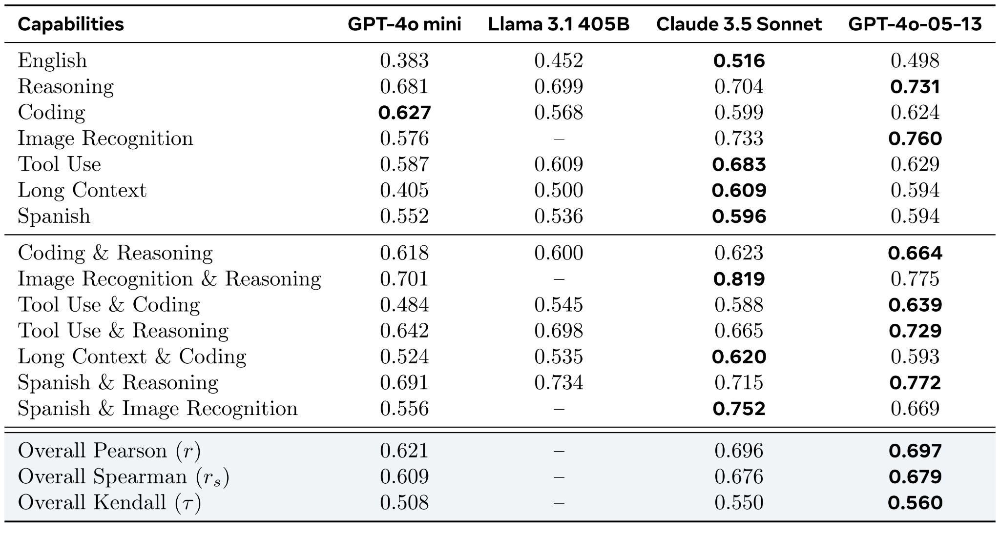 Capabilities GPT-4o mini Llama 3.1 405B Claude 3.5 Sonnet GPT-4o-05-13
English 0.383 0.452 0.516 0.498
Reasoning 0.681 0.699 0.704 0.731
Coding 0.627 0.568 0.599 0.624
Image Recognition 0.576 – 0.733 0.760
Tool Use 0.587 0.609 0.683 0.629
Long Context 0.405 0.500 0.609 0.594
Spanish 0.552 0.536 0.596 0.594
Coding & Reasoning 0.618 0.600 0.623 0.664
Image Recognition & Reasoning 0.701 – 0.819 0.775
Tool Use & Coding 0.484 0.545 0.588 0.639
Tool Use & Reasoning 0.642 0.698 0.665 0.729
Long Context & Coding 0.524 0.535 0.620 0.593
Spanish & Reasoning 0.691 0.734 0.715 0.772
Spanish & Image Recognition 0.556 – 0.752 0.669
Overall Pearson (r) 0.621 – 0.696 0.697
Overall Spearman (rₛ) 0.609 – 0.676 0.679
Overall Kendall (τ) 0.508 – 0.550 0.560